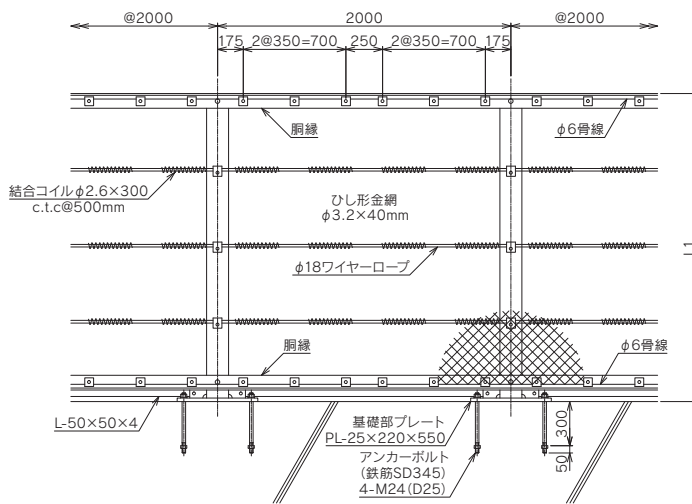 @2000
2000
@2000
175
2@350=700
250
2@350=700
175
胴縁
φ6骨線
結合コイルφ2.6×300
c.t.c@500mm
ひし形金網
φ3.2×40mm
φ18ワイヤーロープ
胴縁
φ6骨線
L-50×50×4
基礎部プレート
PL-25×220×550
アンカーボルト
(鉄筋SD345)
4-M24(D25)
300
50